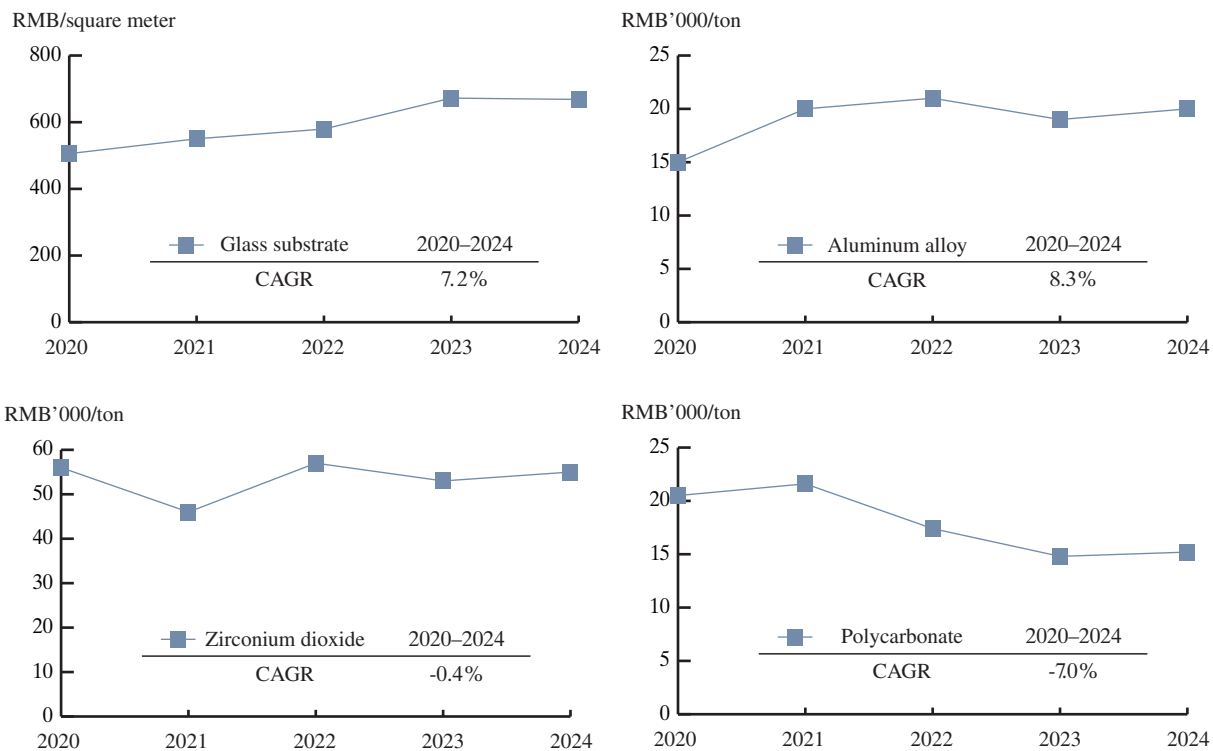 RMB/square meter
800
600
400
200
0
2020 2021 2022 2023 2024
Glass substrate 2020–2024
CAGR 7.2%
RMB’000/ton
25
20
15
10
5
0
2020 2021 2022 2023 2024
Aluminum alloy 2020–2024
CAGR 8.3%
RMB’000/ton
60
50
40
30
20
10
0
2020 2021 2022 2023 2024
Zirconium dioxide 2020–2024
CAGR -0.4%
RMB’000/ton
25
20
15
10
5
0
2020 2021 2022 2023 2024
Polycarbonate 2020–2024
CAGR -7.0%